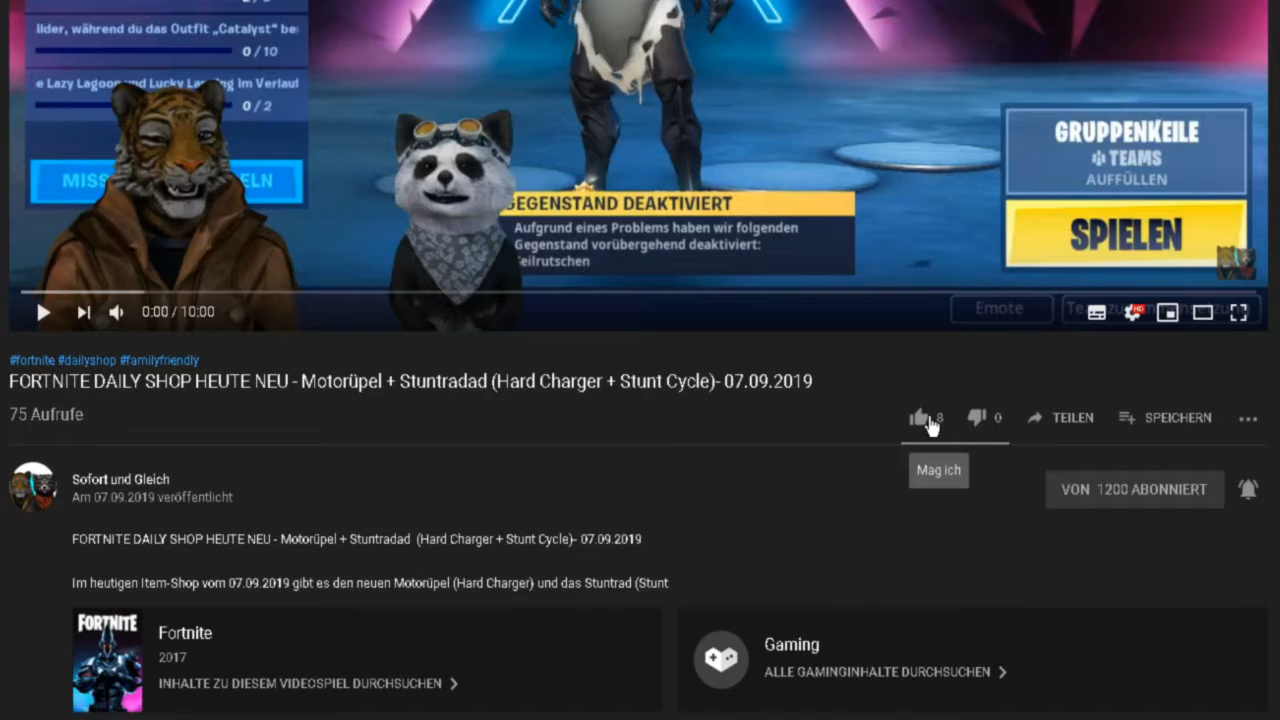 ilder, während du das Outfit „Catalyst“ be
0 / 10
e Lazy Lagoon und Lucky Landing im Verlauf
0 / 2
MISS ELN
GRUPPENKEILE
TEAMS
AUFFÜLLEN
SPIELEN
GEGENSTAND DEAKTIVIERT
Aufgrund eines Problems haben wir folgenden
Gegenstand vorübergehend deaktiviert:
eilrutschen
0:00 / 10:00
Emote
HD
#fortnite #dailyshop #familyfriendly
FORTNITE DAILY SHOP HEUTE NEU - Motorüpel + Stuntradad (Hard Charger + Stunt Cycle)- 07.09.2019
75 Aufrufe
8
0
TEILEN
SPEICHERN
Mag ich
Sofort und Gleich
Am 07.09.2019 veröffentlicht
VON 1200 ABONNIERT
FORTNITE DAILY SHOP HEUTE NEU - Motorüpel + Stuntradad (Hard Charger + Stunt Cycle)- 07.09.2019
Im heutigen Item-Shop vom 07.09.2019 gibt es den neuen Motorüpel (Hard Charger) und das Stuntrad (Stunt
FORTNITE
Fortnite
2017
INHALTE ZU DIESEM VIDEOSPIEL DURCHSUCHEN
Gaming
ALLE GAMINGINHALTE DURCHSUCHEN